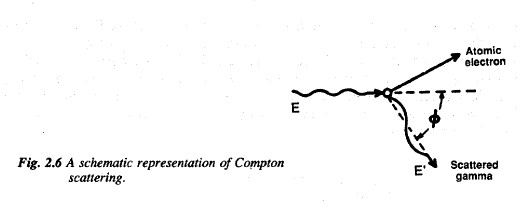 Atomic
electron
E
ϕ
E'
Scattered
gamma
Fig. 2.6 A schematic representation of Compton
scattering.